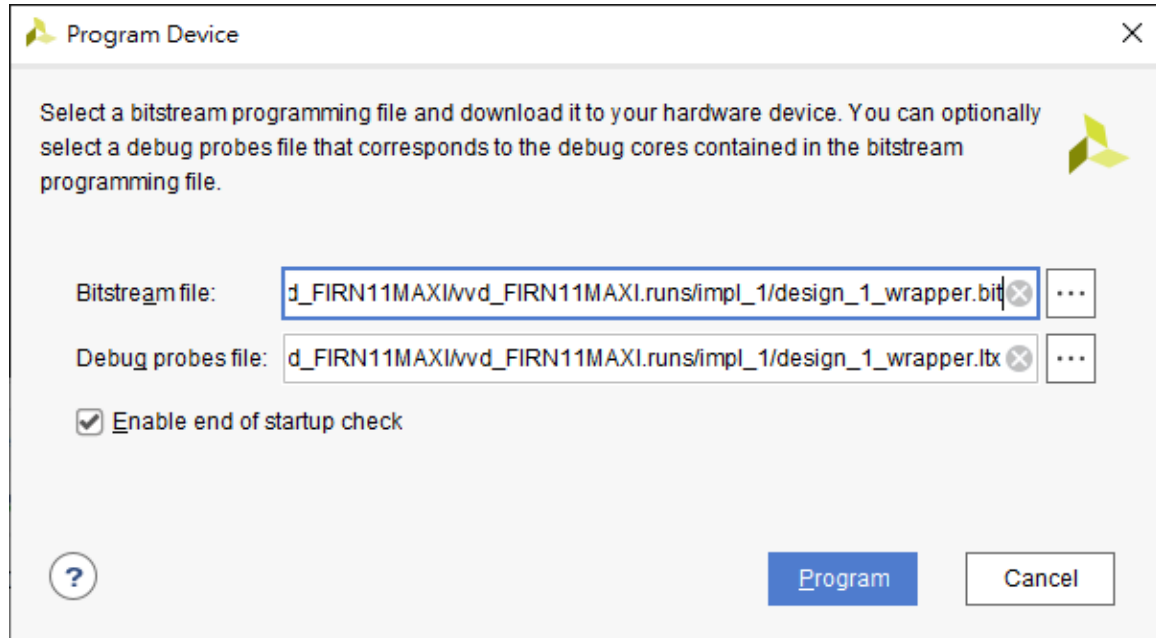 Program Device
Select a bitstream programming file and download it to your hardware device. You can optionally
select a debug probes file that corresponds to the debug cores contained in the bitstream
programming file.
Bitstream file: d_FIRN11MAXI/vvd_FIRN11MAXI.runs/impl_1/design_1_wrapper.bit ...
Debug probes file: d_FIRN11MAXI/vvd_FIRN11MAXI.runs/impl_1/design_1_wrapper.ltx ...
Enable end of startup check
? Program Cancel